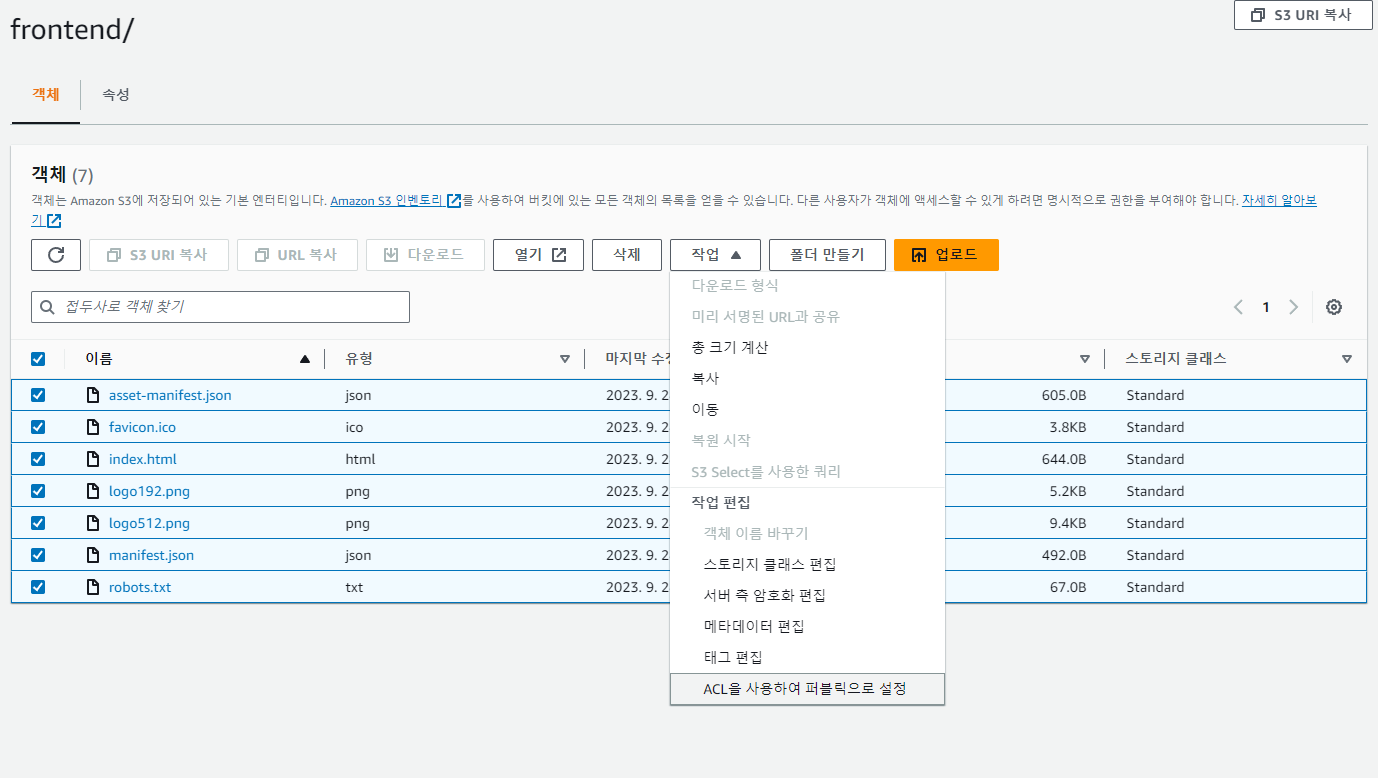 frontend/
S3 URI 복사
객체 속성
객체 (7)
객체는 Amazon S3에 저장되어 있는 기본 엔터티입니다. Amazon S3 인벤토리 를 사용하여 버킷에 있는 모든 객체의 목록을 얻을 수 있습니다. 다른 사용자가 객체에 액세스할 수 있게 하려면 명시적으로 권한을 부여해야 합니다. 자세히 알아보
기
S3 URI 복사 URL 복사 다운로드 열기 삭제 작업 폴더 만들기 업로드
접두사로 객체 찾기
1
이름 유형 마지막 수정 스토리지 클래스
asset-manifest.json json 2023. 9. 2 605.0B Standard
favicon.ico ico 2023. 9. 2 3.8KB Standard
index.html html 2023. 9. 2 644.0B Standard
logo192.png png 2023. 9. 2 5.2KB Standard
logo512.png png 2023. 9. 2 9.4KB Standard
manifest.json json 2023. 9. 2 492.0B Standard
robots.txt txt 2023. 9. 2 67.0B Standard
다운로드 형식
미리 서명된 URL과 공유
총 크기 계산
복사
이동
복원 시작
S3 Select를 사용한 쿼리
작업 편집
객체 이름 바꾸기
스토리지 클래스 편집
서버 측 암호화 편집
메타데이터 편집
태그 편집
ACL을 사용하여 퍼블릭으로 설정